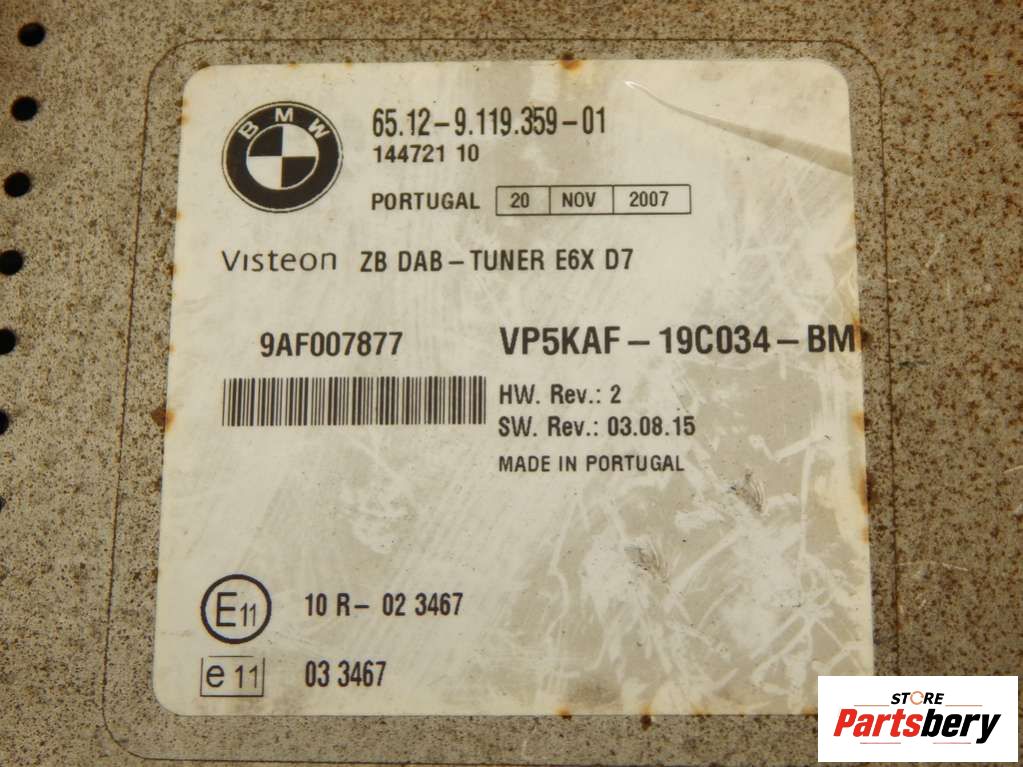 BMW
65.12-9.119.359-01
144721 10
PORTUGAL 20 NOV 2007
Visteon ZB DAB-TUNER E6X D7
9AF007877 VP5KAF-19C034-BM
HW. Rev.: 2
SW. Rev.: 03.08.15
MADE IN PORTUGAL
E11 10 R-02 3467
e 11 03 3467
STORE
Partsbery